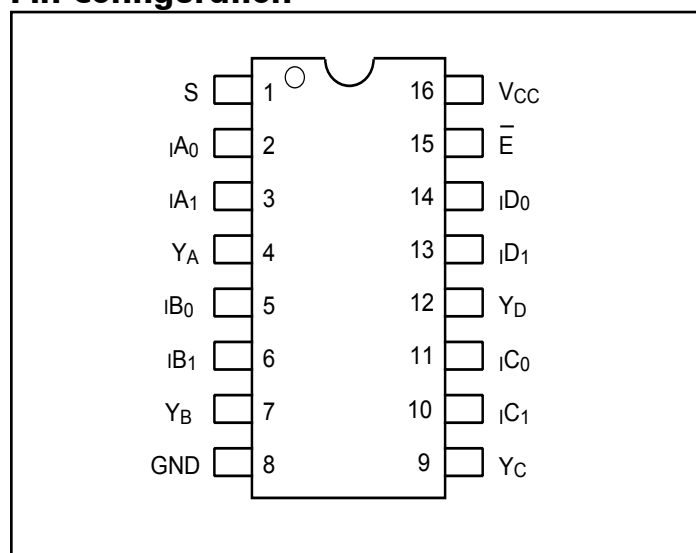 Pin Configuration
S 1 16 VCC
IA0 2 15 E̅
IA1 3 14 ID0
YA 4 13 ID1
IB0 5 12 YD
IB1 6 11 IC0
YB 7 10 IC1
GND 8 9 YC